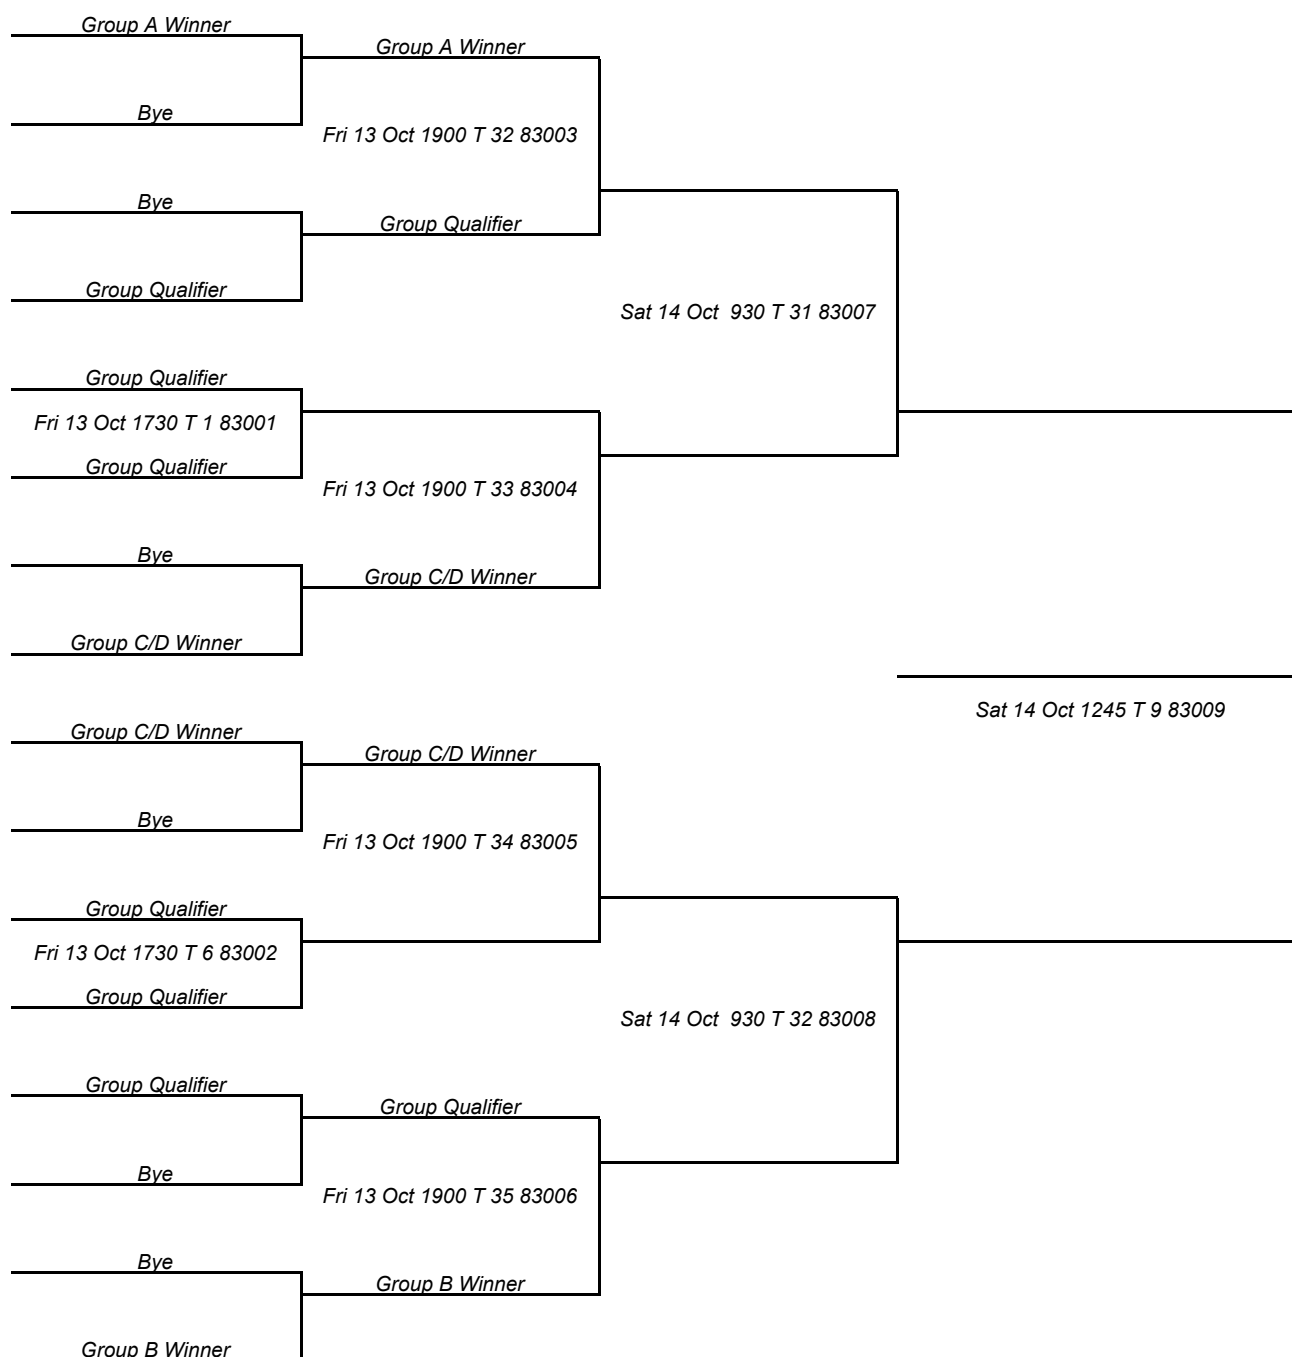 Group A Winner
Group A Winner
Bye
Fri 13 Oct 1900 T 32 83003
Bye
Group Qualifier
Group Qualifier
Sat 14 Oct  930 T 31 83007
Group Qualifier
Fri 13 Oct 1730 T 1 83001
Group Qualifier
Fri 13 Oct 1900 T 33 83004
Bye
Group C/D Winner
Group C/D Winner
Sat 14 Oct 1245 T 9 83009
Group C/D Winner
Group C/D Winner
Bye
Fri 13 Oct 1900 T 34 83005
Group Qualifier
Fri 13 Oct 1730 T 6 83002
Group Qualifier
Sat 14 Oct  930 T 32 83008
Group Qualifier
Group Qualifier
Bye
Fri 13 Oct 1900 T 35 83006
Bye
Group B Winner
Group B Winner